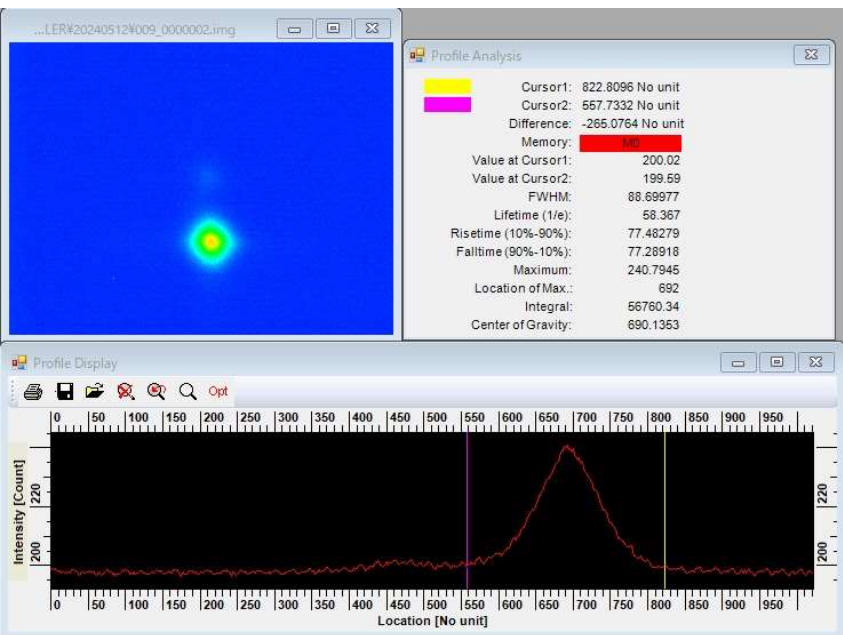 ...LER¥20240512¥009_0000002.img
Profile Analysis
Cursor1: 822.8096 No unit
Cursor2: 557.7332 No unit
Difference: -265.0764 No unit
Memory: M0
Value at Cursor1: 200.02
Value at Cursor2: 199.59
FWHM: 88.69977
Lifetime (1/e): 58.367
Risetime (10%-90%): 77.48279
Falltime (90%-10%): 77.28918
Maximum: 240.7945
Location of Max.: 692
Integral: 56760.34
Center of Gravity: 690.1353
Profile Display
Opt
0 50 100 150 200 250 300 350 400 450 500 550 600 650 700 750 800 850 900 950
Intensity [Count]
220 220
200 200
0 50 100 150 200 250 300 350 400 450 500 550 600 650 700 750 800 850 900 950
Location [No unit]